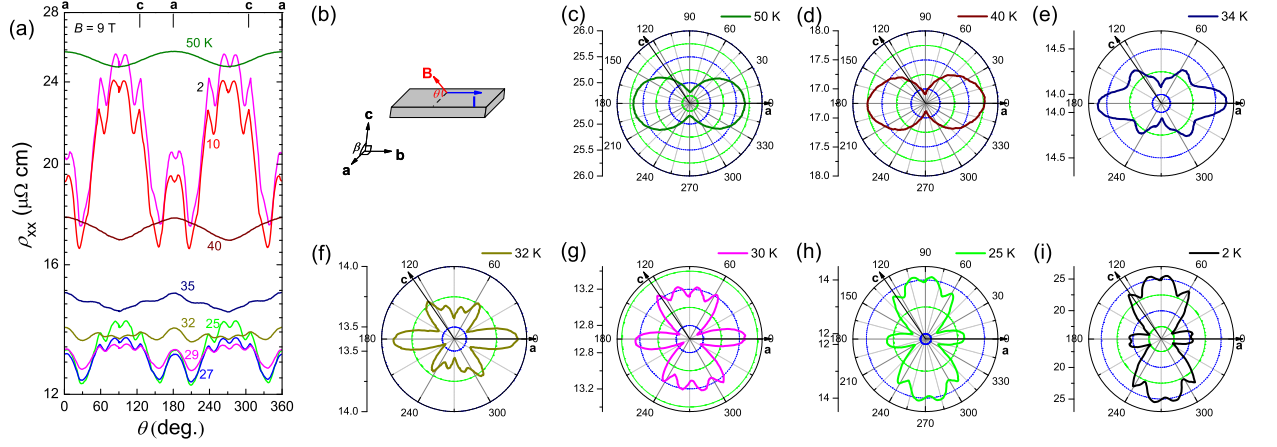 (a)
a c a c a
B = 9 T
50 K
2
10
40
35
32
25
29
27
28
24
20
16
12
ρxx (μΩ cm)
0 60 120 180 240 300 360
θ (deg.)
(b)
B
θ
I
c
β
b
a
(c)
50 K
26.0
25.5
25.0
25.0
25.5
26.0
90
120 60
150 30
180 0
210 330
240 300
270
c
a
(d)
40 K
18.0
17.5
17.0
17.0
17.5
18.0
90
120 60
150 30
180 0
210 330
240 300
270
c
a
(e)
34 K
14.5
14.0
14.0
14.5
90
120 60
180 0
240 300
270
c
a
(f)
32 K
14.0
13.5
13.5
14.0
120 60
180 0
240 300
c
a
(g)
30 K
13.2
12.8
12.8
13.2
120 60
180 0
240 300
c
a
(h)
25 K
14
12
12
14
90
120 60
150 30
180 0
210 330
240 300
270
c
a
(i)
2 K
25
20
20
25
90
120 60
180 0
240 300
270
c
a